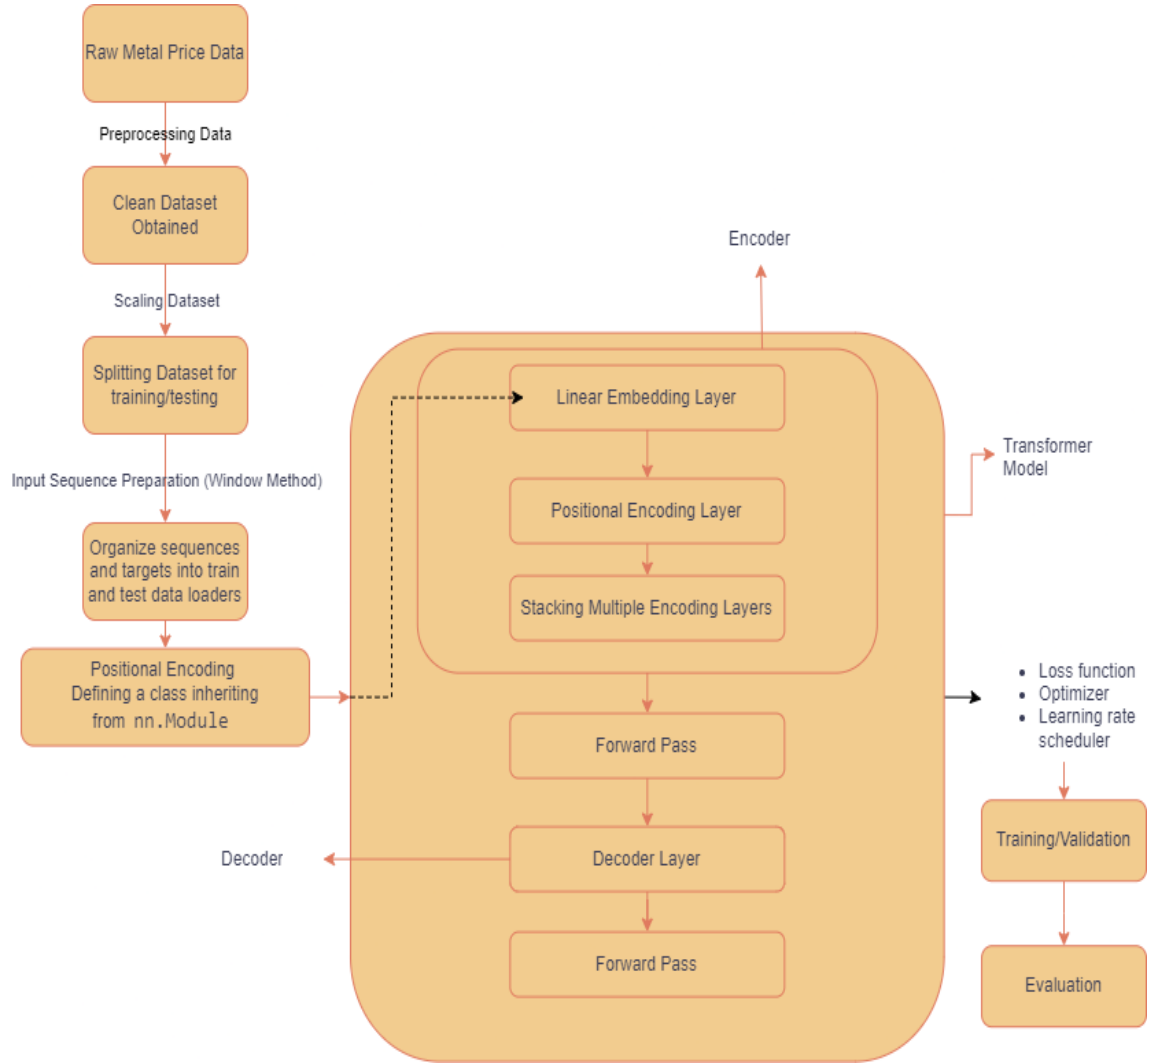 Raw Metal Price Data
Preprocessing Data
Clean Dataset
Obtained
Scaling Dataset
Splitting Dataset for
training/testing
Input Sequence Preparation (Window Method)
Organize sequences
and targets into train
and test data loaders
Positional Encoding
Defining a class inheriting
from nn.Module
Encoder
Linear Embedding Layer
Positional Encoding Layer
Stacking Multiple Encoding Layers
Forward Pass
Decoder Layer
Decoder
Forward Pass
Transformer
Model
• Loss function
• Optimizer
• Learning rate
scheduler
Training/Validation
Evaluation